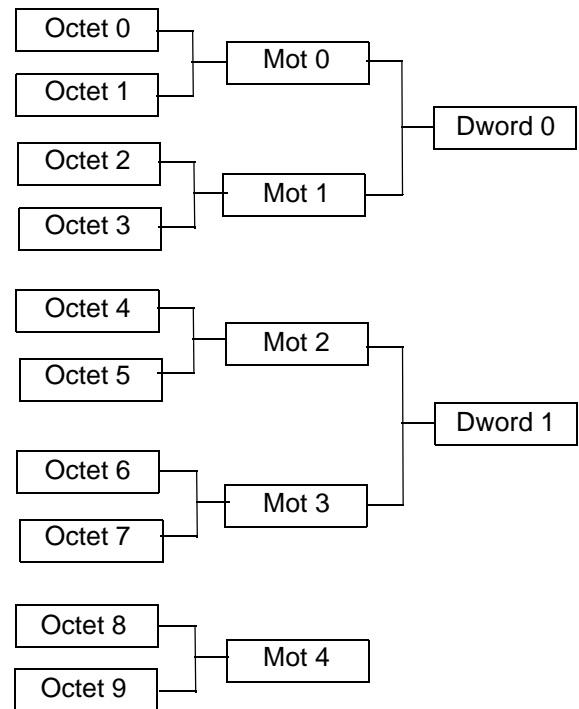 Octet 0
Mot 0
Octet 1
Dword 0
Octet 2
Mot 1
Octet 3
Octet 4
Mot 2
Octet 5
Dword 1
Octet 6
Mot 3
Octet 7
Octet 8
Mot 4
Octet 9